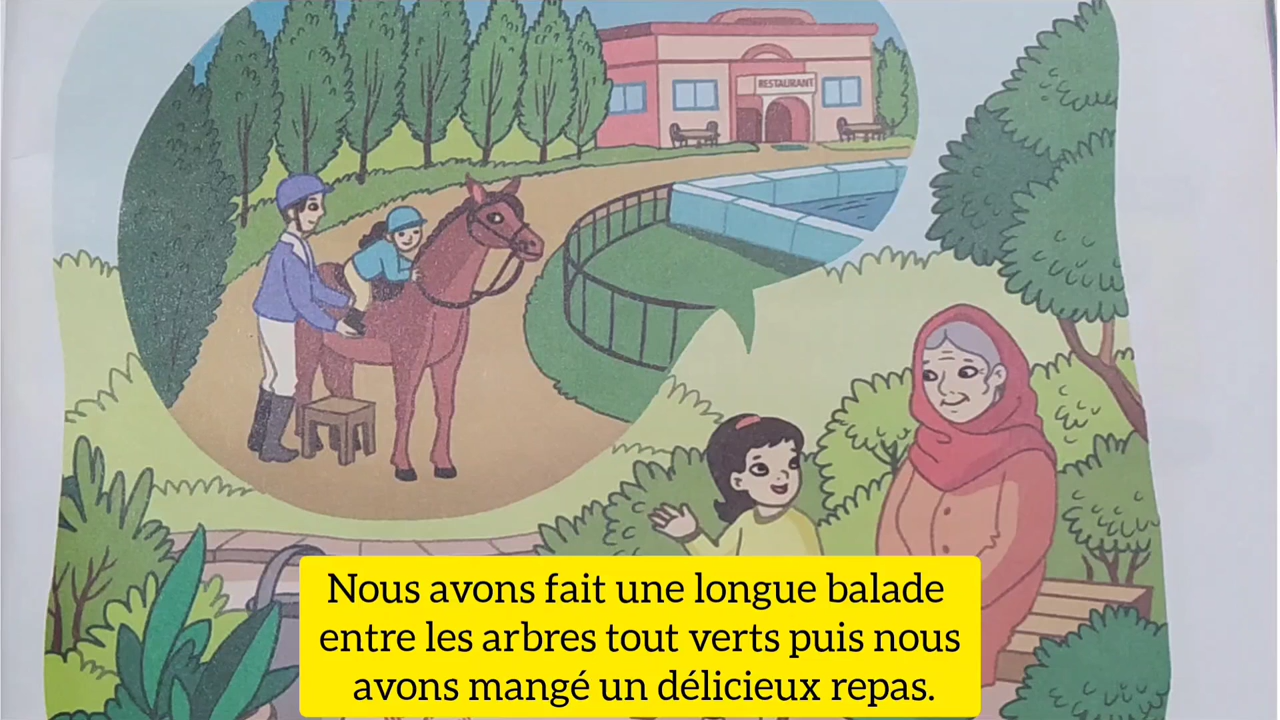 RESTAURANT
Nous avons fait une longue balade
entre les arbres tout verts puis nous
avons mangé un délicieux repas.